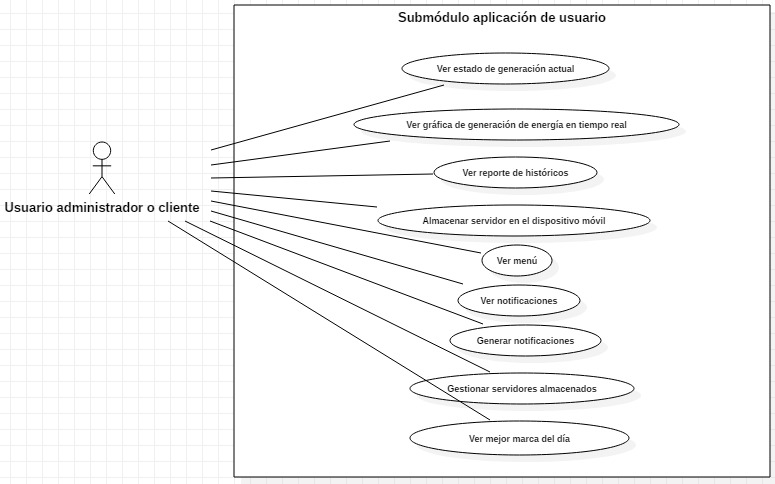 Submódulo aplicación de usuario
Ver estado de generación actual
Ver gráfica de generación de energía en tiempo real
Ver reporte de históricos
Usuario administrador o cliente
Almacenar servidor en el dispositivo móvil
Ver menú
Ver notificaciones
Generar notificaciones
Gestionar servidores almacenados
Ver mejor marca del día